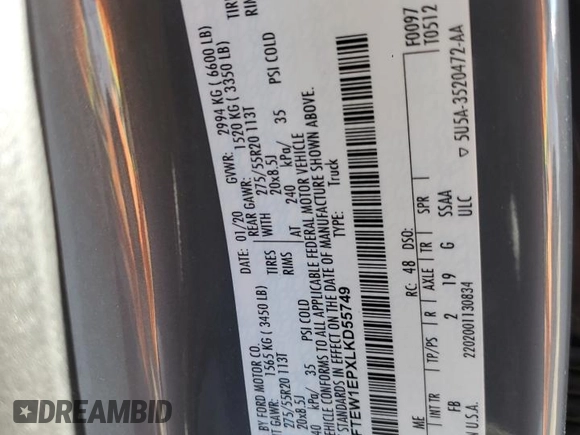 BY FORD MOTOR CO.
DATE: 01/20 GVWR: 2994 KG ( 6600 LB)
1565 KG (3450 LB) REAR GAWR: 1520 KG ( 3350 LB)
275/55R20 113T TIRES WITH 275/55R20 113T TIR
20x8.5J RIMS 20x8.5J RIM
kPa/ 35 PSI COLD AT 240 kPa/ 35 PSI COLD
VEHICLE CONFORMS TO ALL APPLICABLE FEDERAL MOTOR VEHICLE
STANDARDS IN EFFECT ON THE DATE OF MANUFACTURE SHOWN ABOVE.
FTEW1EPXLKD55749 Truck
F0097
T0512
ME RC: 48 DSO:
INT TR TP/PS R AXLE TR SPR
FB 2 19 G SSAA
U.S.A. 2202001130834 ULC
5U5A-3520472-AA
DREAMBID